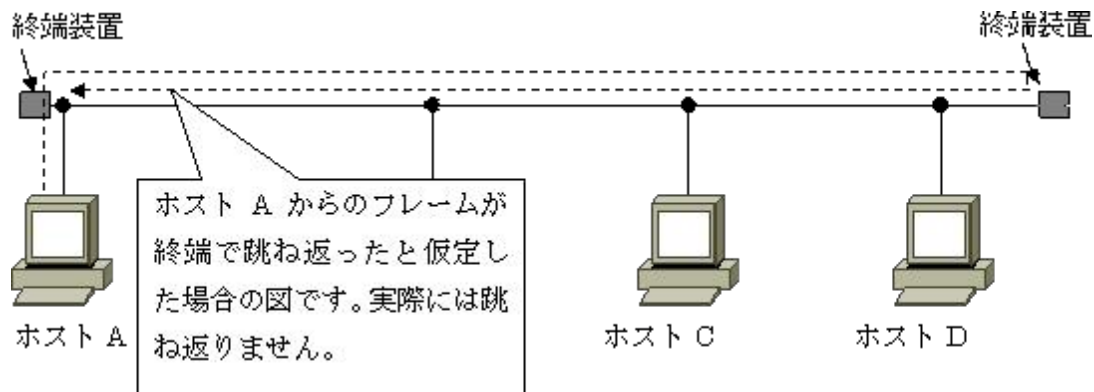 終端装置
終端装置
ホスト A からのフレームが
終端で跳ね返ったと仮定し
た場合の図です。実際には跳
ね返りません。
ホスト A
ホスト C
ホスト D